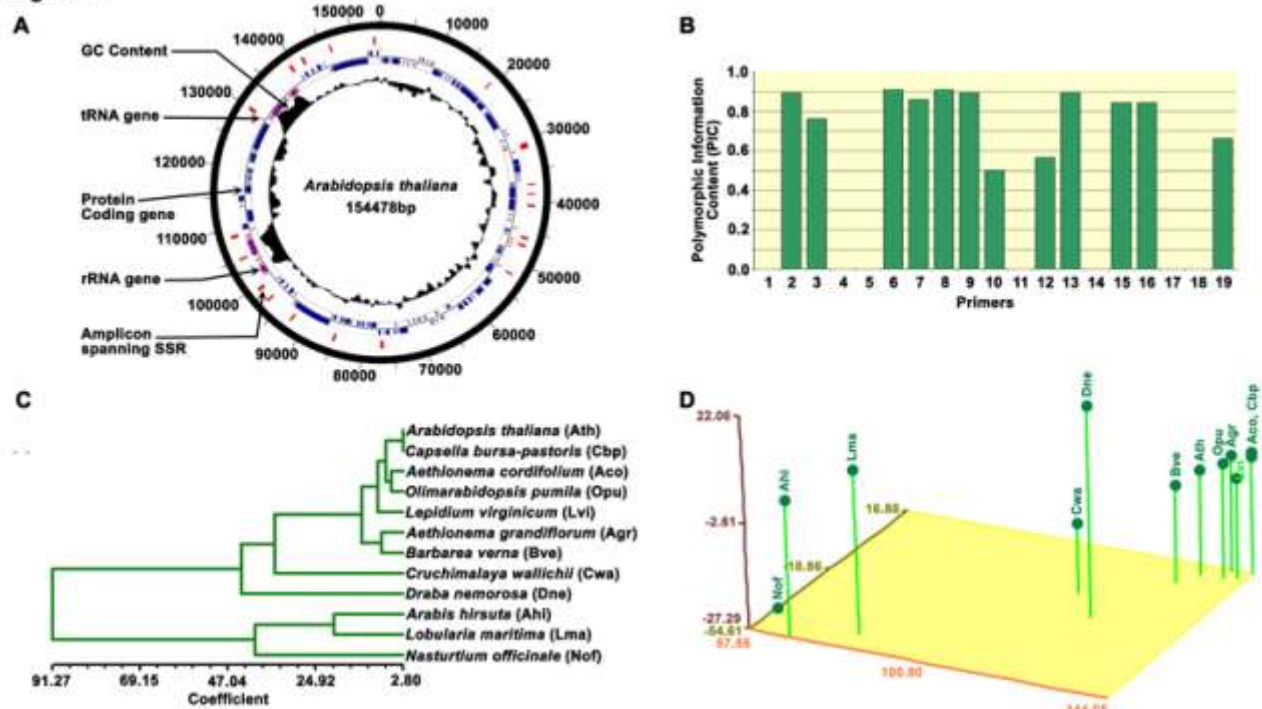 A
GC Content
tRNA gene
Protein
Coding gene
rRNA gene
Amplicon
spanning SSR
150000 0
10000
20000
30000
40000
50000
60000
70000
80000
90000
100000
110000
120000
130000
140000
Arabidopsis thaliana
154478bp
B
Polymorphic Information
Content (PIC)
1.0
0.8
0.6
0.4
0.2
0.0
1 2 3 4 5 6 7 8 9 10 11 12 13 14 15 16 17 18 19
Primers
C
Arabidopsis thaliana (Ath)
Capsella bursa-pastoris (Cbp)
Aethionema cordifolium (Aco)
Olimarabidopsis pumila (Opu)
Lepidium virginicum (Lvi)
Aethionema grandiflorum (Agr)
Barbarea verna (Bve)
Cruchimalaya wallichii (Cwa)
Draba nemorosa (Dne)
Arabis hirsuta (Ahi)
Lobularia maritima (Lma)
Nasturtium officinale (Nof)
91.27 69.15 47.04 24.92 2.80
Coefficient
D
22.06
-2.61
-27.29
-54.61
-18.86
16.88
100.80
Nof
Ahi
Lma
Cwa
Dne
Bve
Ath
Opu
Agr
Aco, Cbp